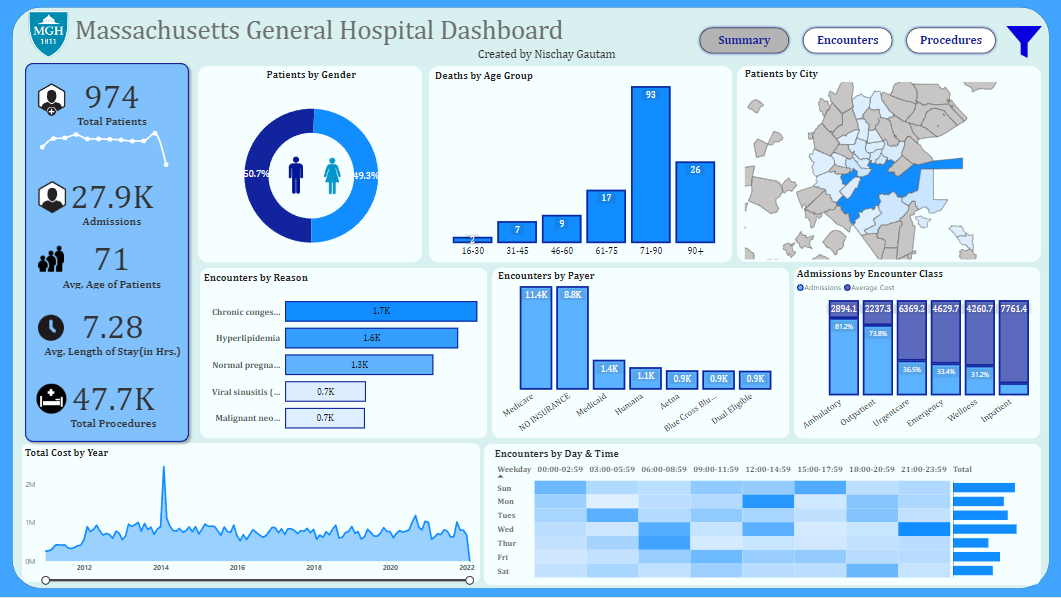 MGH
1811
Massachusetts General Hospital Dashboard
Created by Nischay Gautam
Summary
Encounters
Procedures
974
Total Patients
27.9K
Admissions
71
Avg. Age of Patients
7.28
Avg. Length of Stay(in Hrs.)
47.7K
Total Procedures
Patients by Gender
50.7%
49.3%
Deaths by Age Group
2
7
9
17
93
26
16-30
31-45
46-60
61-75
71-90
90+
Patients by City
Encounters by Reason
Chronic conges...
1.7K
Hyperlipidemia
1.6K
Normal pregna...
1.3K
Viral sinusitis (...
0.7K
Malignant neo...
0.7K
Encounters by Payer
11.4K
8.8K
1.4K
1.1K
0.9K
0.9K
0.9K
Medicare
NO INSURANCE
Medicaid
Humana
Aetna
Blue Cross Blu...
Dual Eligible
Admissions by Encounter Class
Admissions
Average Cost
2894.1
2237.3
6369.2
4629.7
4260.7
7761.4
81.2%
73.8%
36.5%
33.4%
31.2%
Ambulatory
Outpatient
Urgentcare
Emergency
Wellness
Inpatient
Total Cost by Year
2M
1M
0M
2012
2014
2016
2018
2020
2022
Encounters by Day & Time
Weekday 00:00-02:59 03:00-05:59 06:00-08:59 09:00-11:59 12:00-14:59 15:00-17:59 18:00-20:59 21:00-23:59 Total
Sun
Mon
Tues
Wed
Thur
Fri
Sat